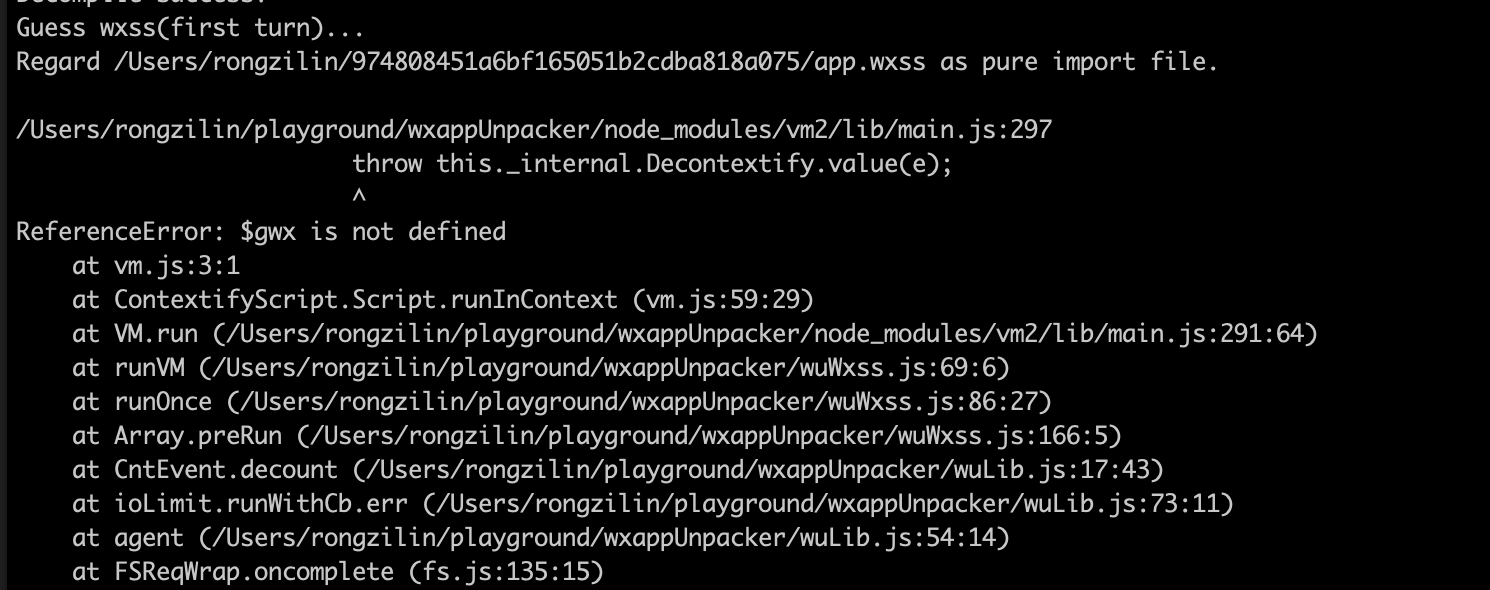 Decompile success!
Guess wxss(first turn)...
Regard /Users/rongzilin/974808451a6bf165051b2cdba818a075/app.wxss as pure import file.
/Users/rongzilin/playground/wxappUnpacker/node_modules/vm2/lib/main.js:297
throw this._internal.Decontextify.value(e);
^
ReferenceError: $gwx is not defined
at vm.js:3:1
at ContextifyScript.Script.runInContext (vm.js:59:29)
at VM.run (/Users/rongzilin/playground/wxappUnpacker/node_modules/vm2/lib/main.js:291:64)
at runVM (/Users/rongzilin/playground/wxappUnpacker/wuWxss.js:69:6)
at runOnce (/Users/rongzilin/playground/wxappUnpacker/wuWxss.js:86:27)
at Array.preRun (/Users/rongzilin/playground/wxappUnpacker/wuWxss.js:166:5)
at CntEvent.decount (/Users/rongzilin/playground/wxappUnpacker/wuLib.js:17:43)
at ioLimit.runWithCb.err (/Users/rongzilin/playground/wxappUnpacker/wuLib.js:73:11)
at agent (/Users/rongzilin/playground/wxappUnpacker/wuLib.js:54:14)
at FSReqWrap.oncomplete (fs.js:135:15)